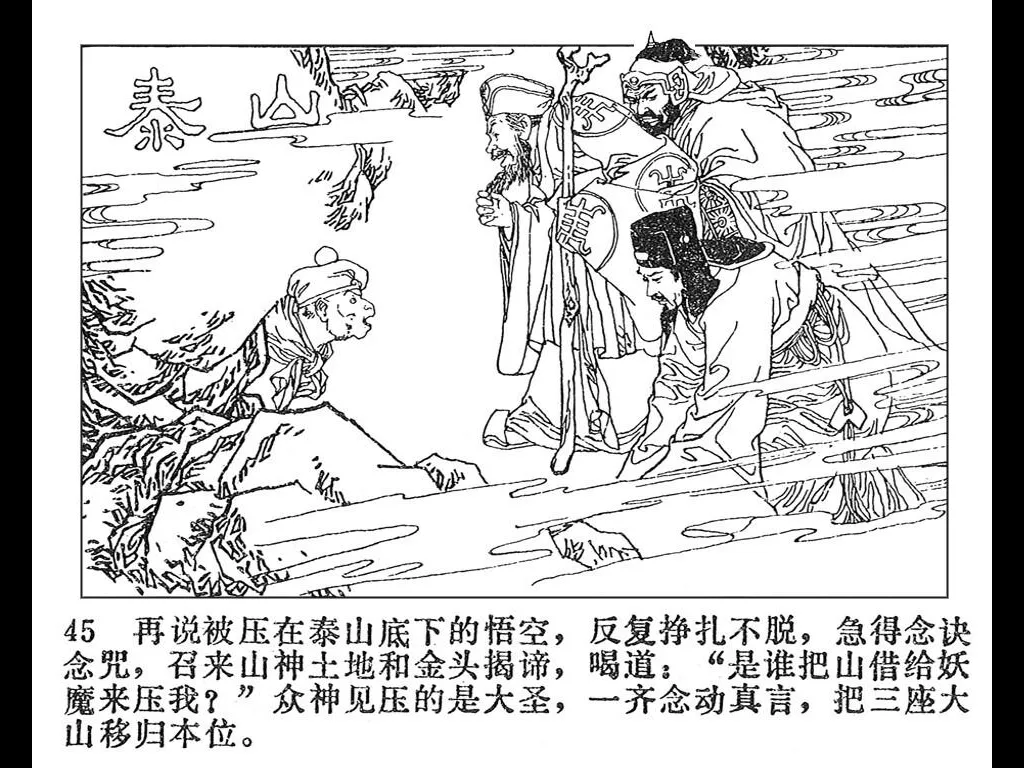 泰山
45 再说被压在泰山底下的悟空，反复挣扎不脱，急得念诀
念咒，召来山神土地和金头揭谛，喝道：“是谁把山借给妖
魔来压我？”众神见压的是大圣，一齐念动真言，把三座大
山移归本位。